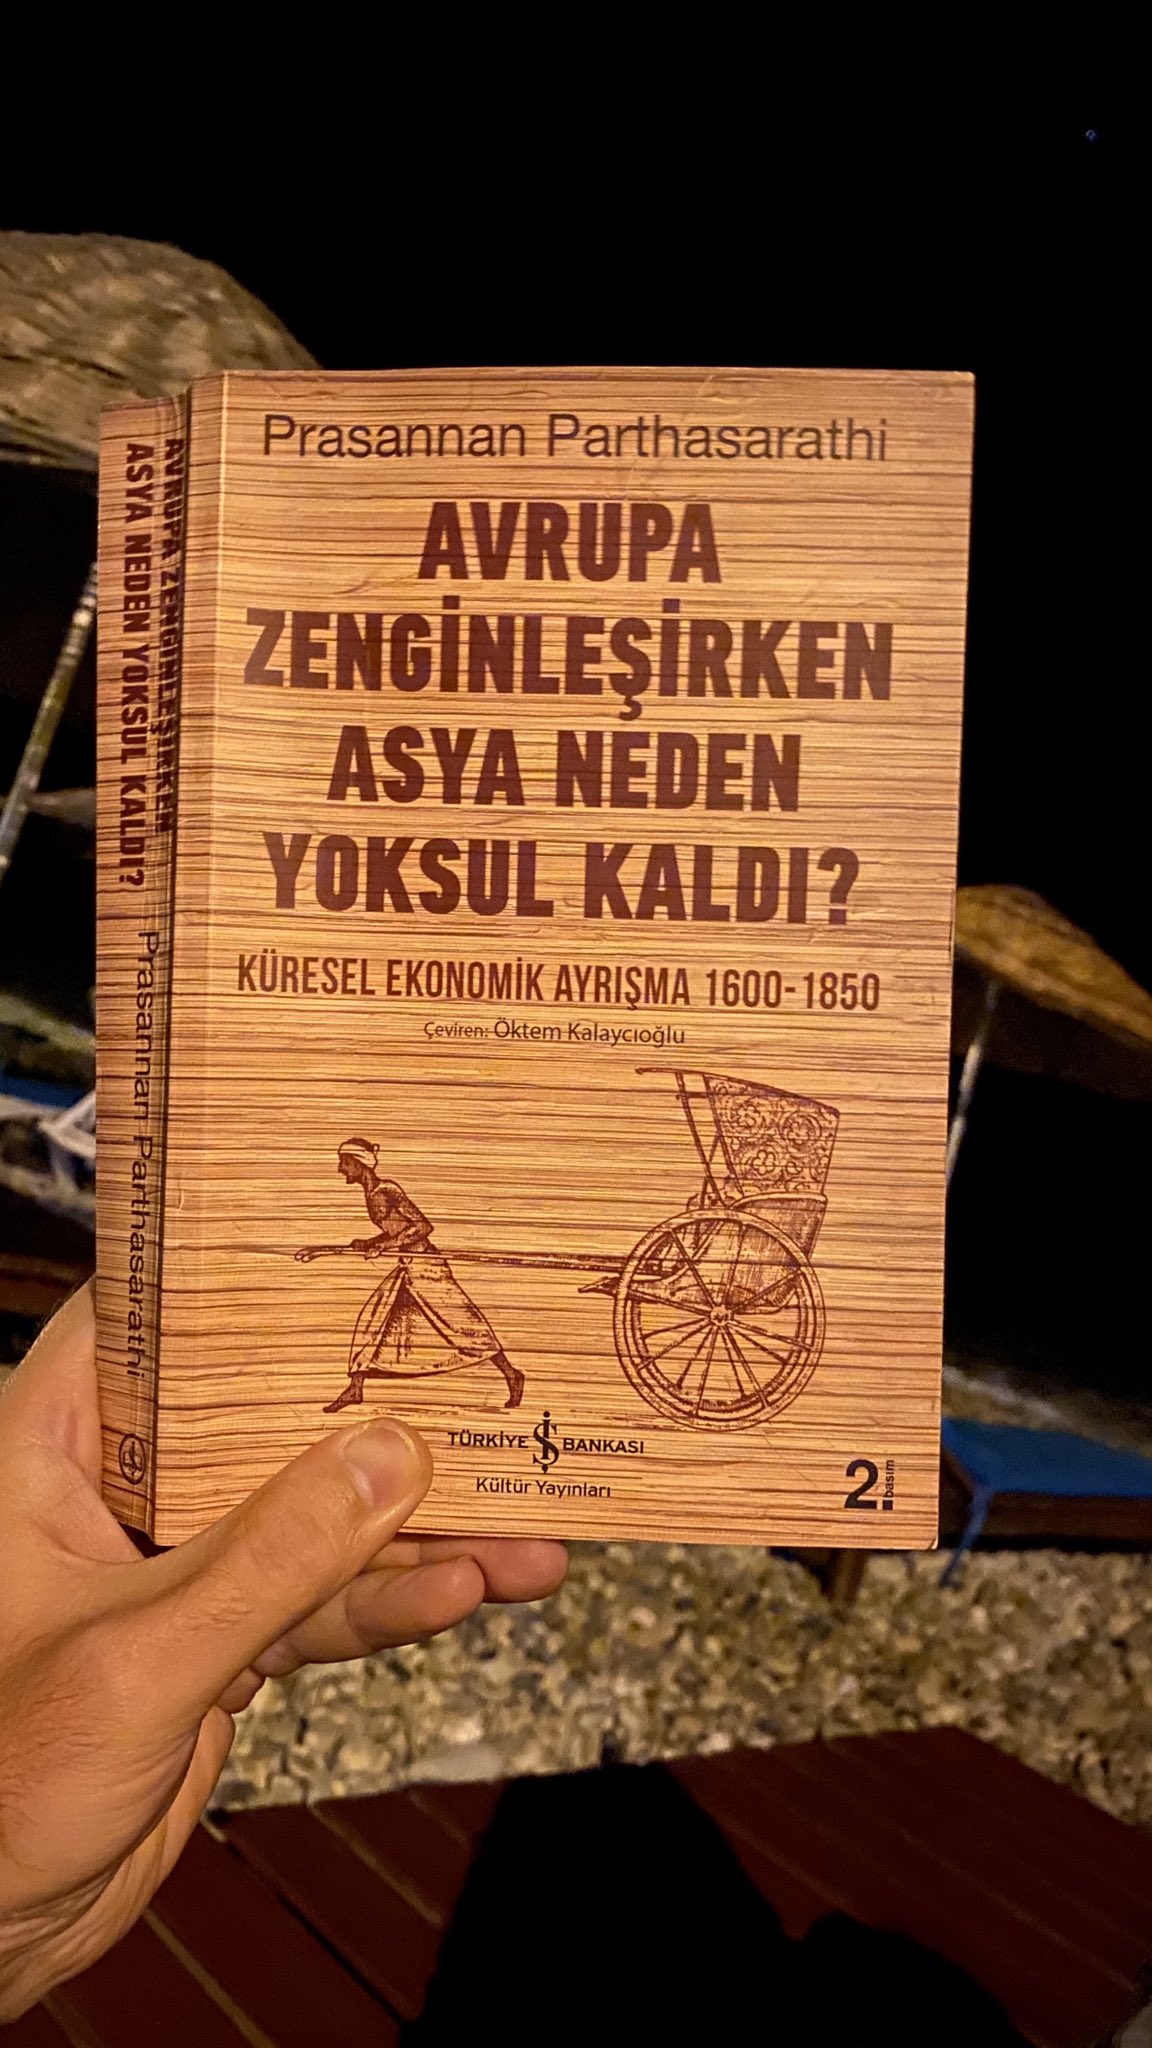 Prasannan Parthasarathi
AVRUPA
ZENGİNLEŞİRKEN
ASYA NEDEN
YOKSUL KALDI?
KÜRESEL EKONOMİK AYRIŞMA 1600-1850
Çeviren: Öktem Kalaycıoğlu
TÜRKİYE İŞ BANKASI
Kültür Yayınları
2. basım
AVRUPA ZENGİNLEŞİRKEN
ASYA NEDEN YOKSUL KALDI?
Prasannan Parthasarathi